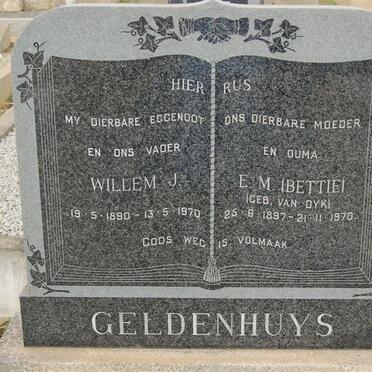 HIER RUS
MY DIERBARE EGGENOOT
EN ONS VADER
WILLEM J.
19·5·1890-13·5·1970
ONS DIERBARE MOEDER
EN OUMA
E. M. (BETTIE)
(GEB. VAN DYK)
25·6·1897-21·11·1970.
GODS WEG IS VOLMAAK
GELDENHUYS